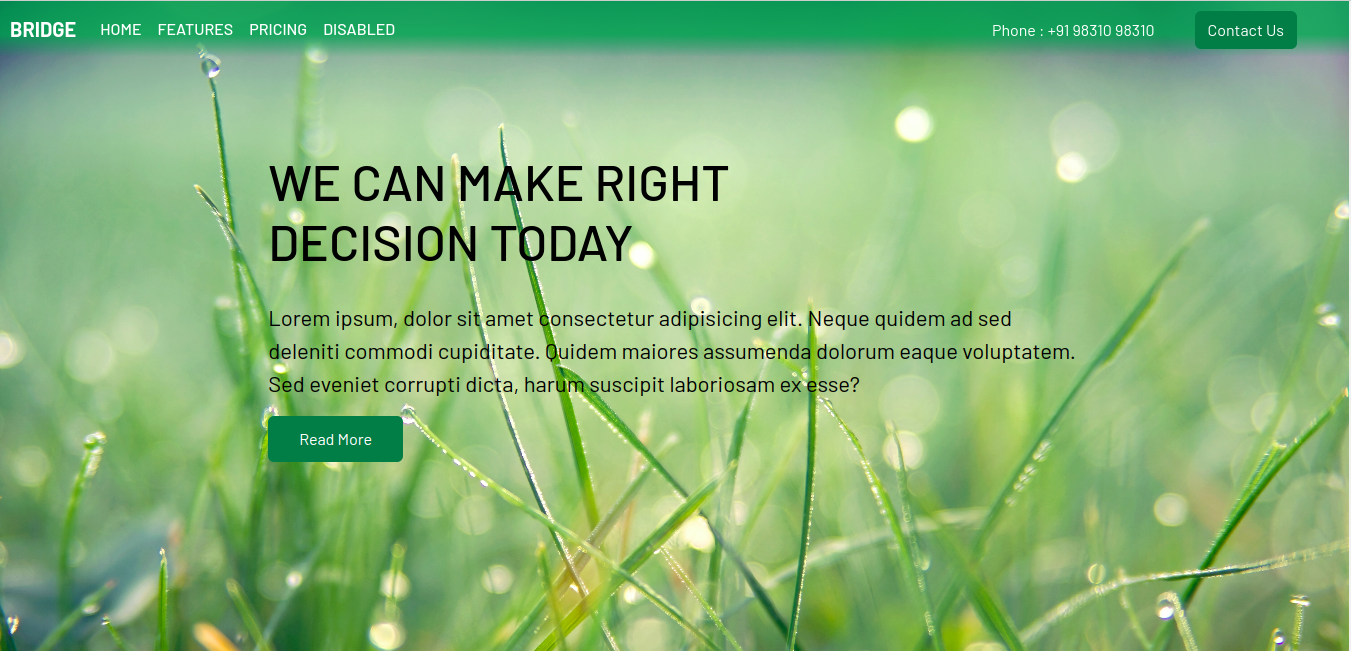 BRIDGE HOME FEATURES PRICING DISABLED Phone : +91 98310 98310 Contact Us
WE CAN MAKE RIGHT
DECISION TODAY
Lorem ipsum, dolor sit amet consectetur adipisicing elit. Neque quidem ad sed
deleniti commodi cupiditate. Quidem maiores assumenda dolorum eaque voluptatem.
Sed eveniet corrupti dicta, harum suscipit laboriosam ex esse?
Read More